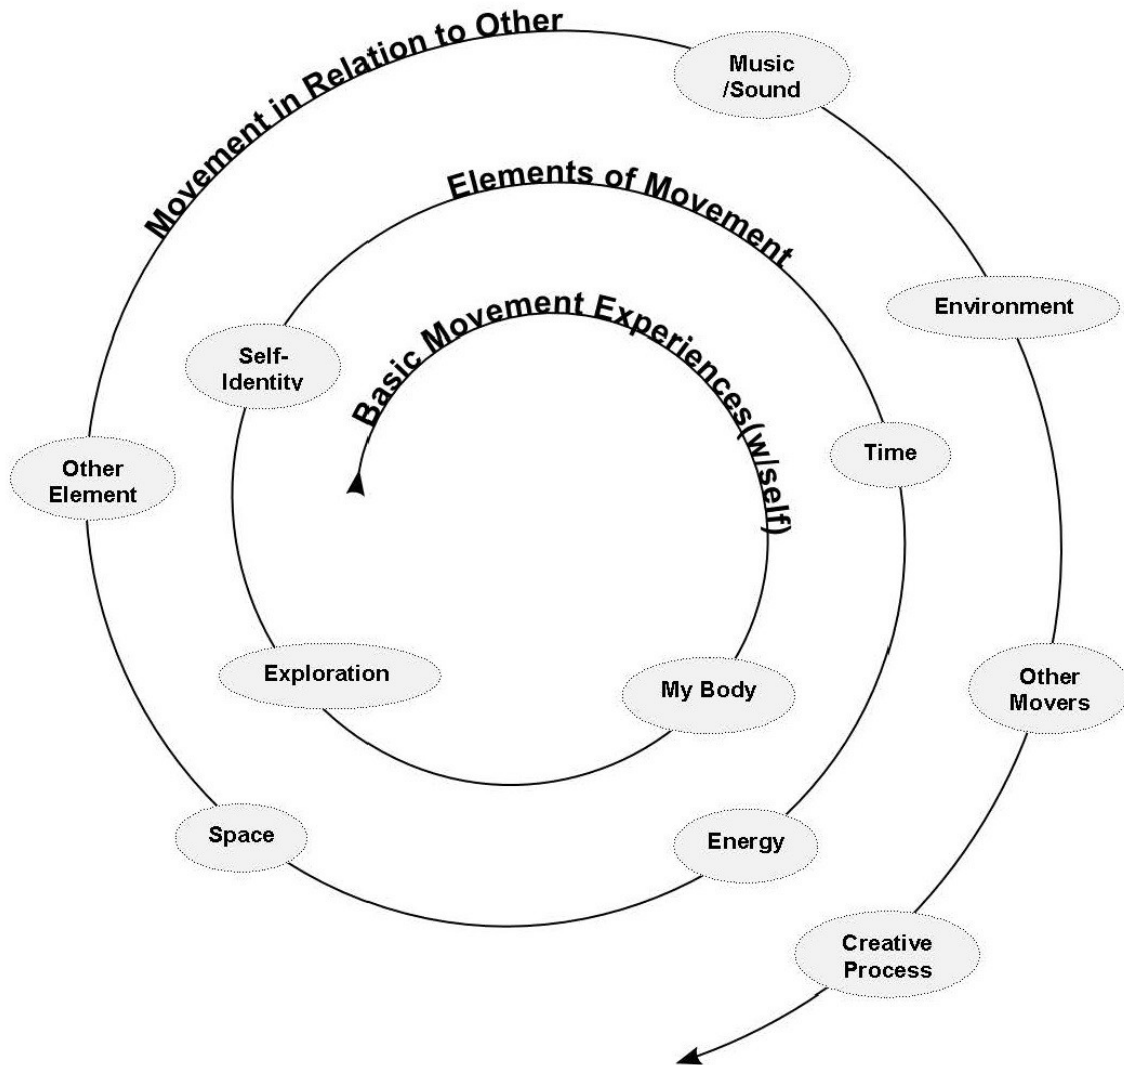 Movement in Relation to Other
Music
/Sound
Elements of Movement
Environment
Basic Movement Experiences(w/self)
Self-
Identity
Time
Other
Element
Exploration
My Body
Other
Movers
Space
Energy
Creative
Process